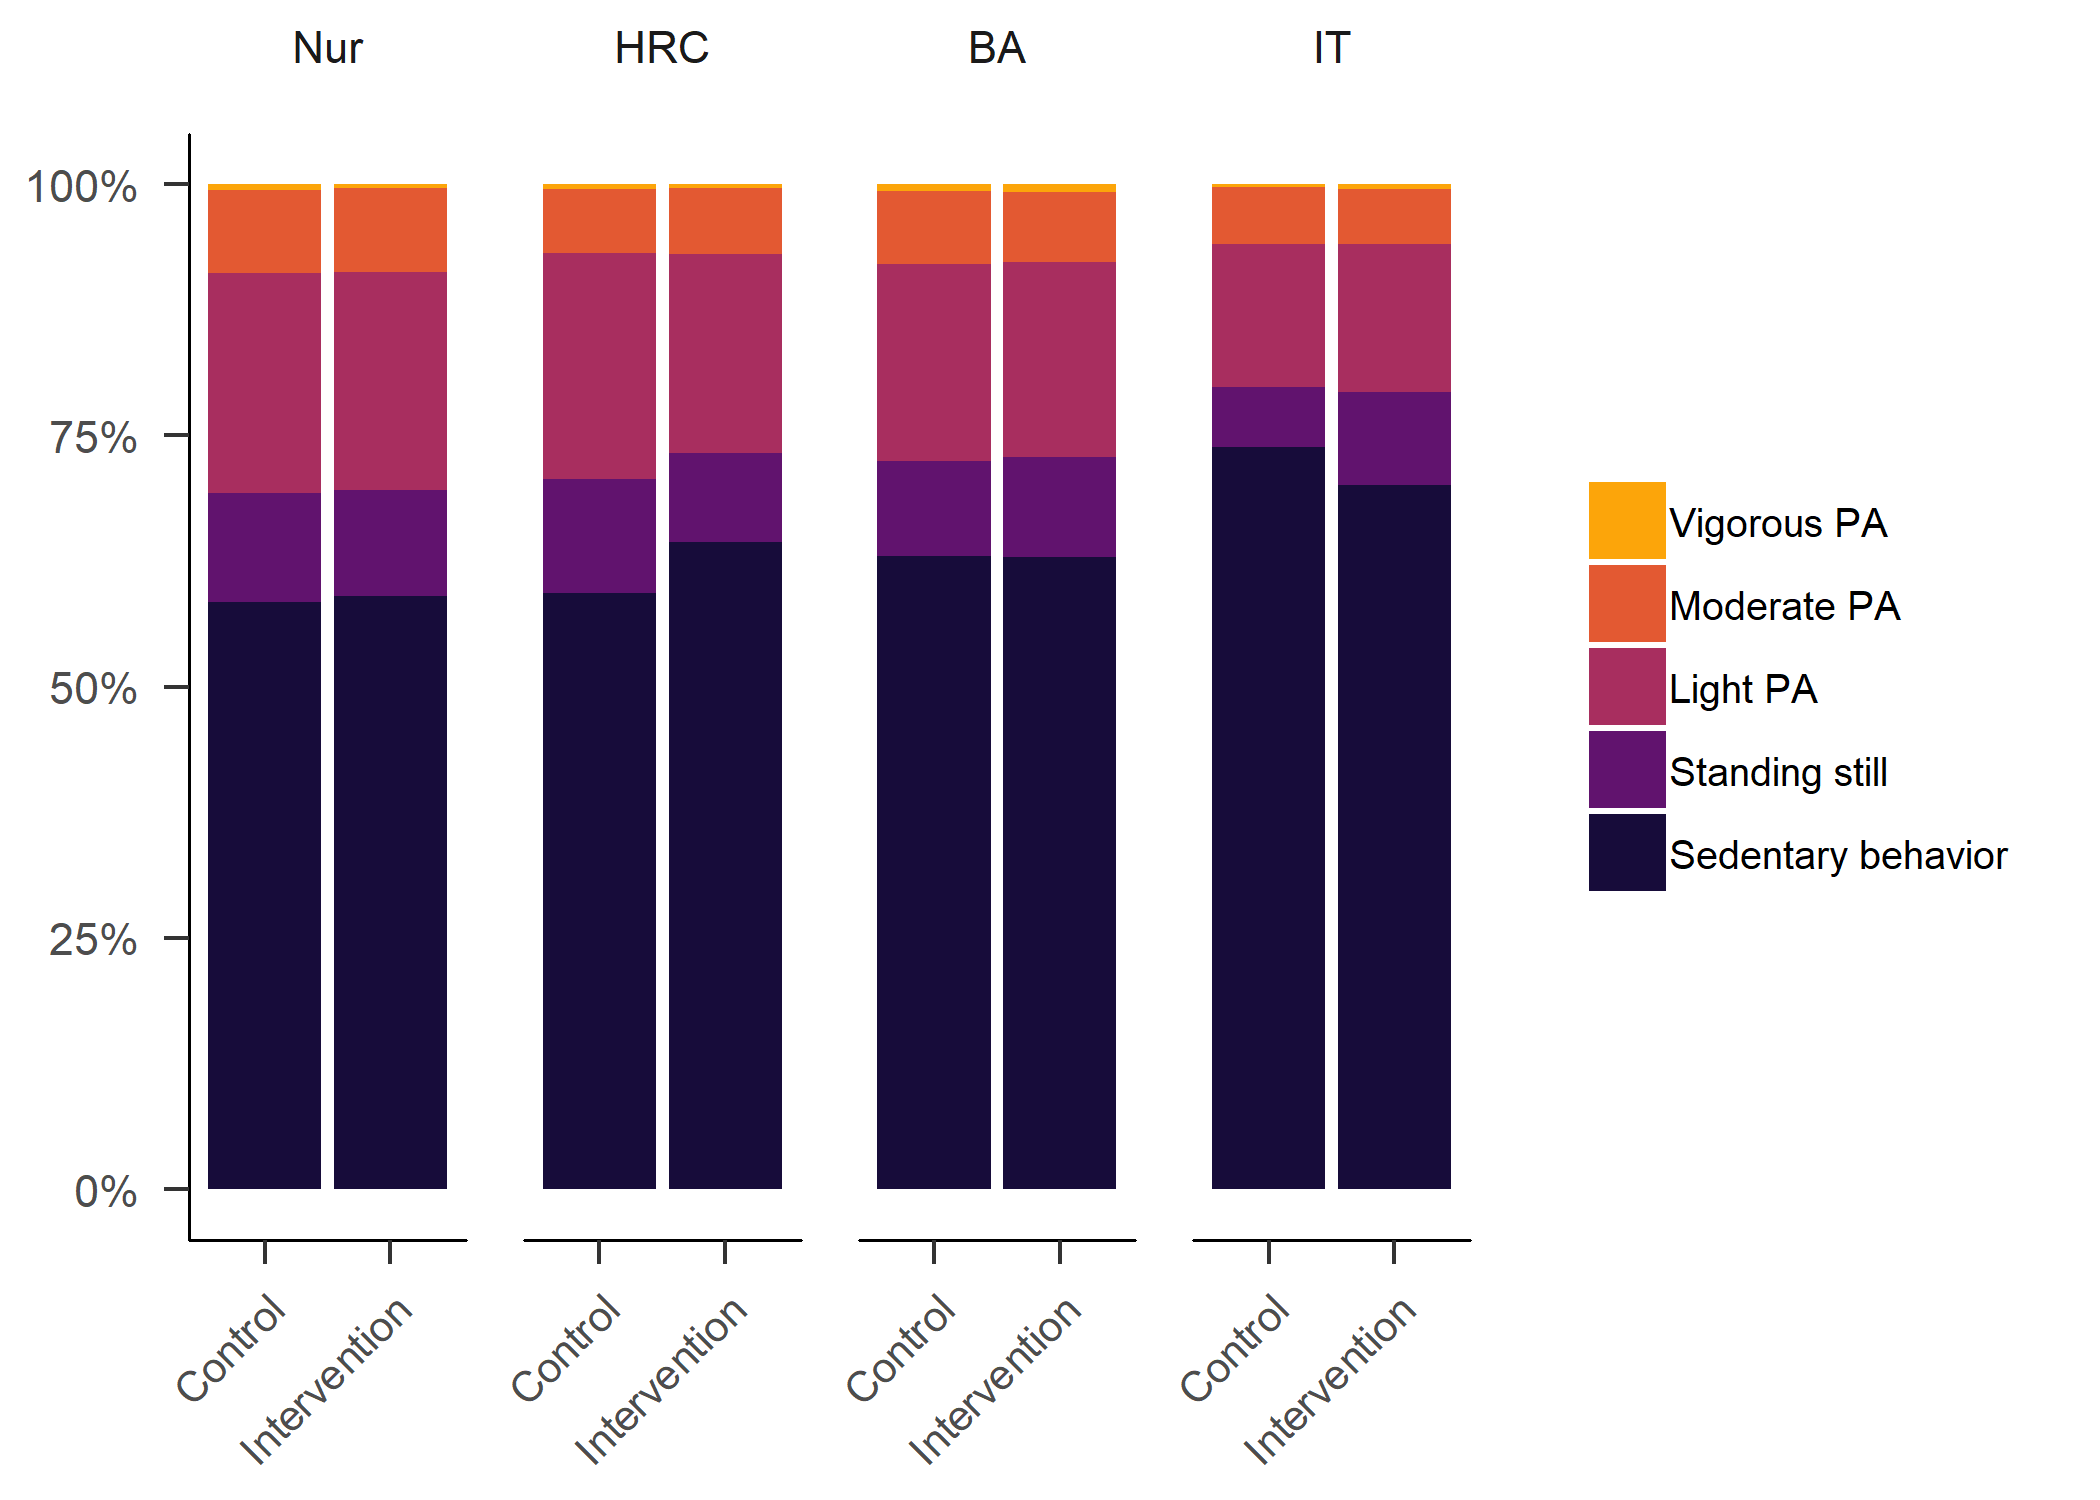 Nur HRC BA IT
100%
75%
50%
25%
0%
Vigorous PA
Moderate PA
Light PA
Standing still
Sedentary behavior
Control Intervention Control Intervention Control Intervention Control Intervention